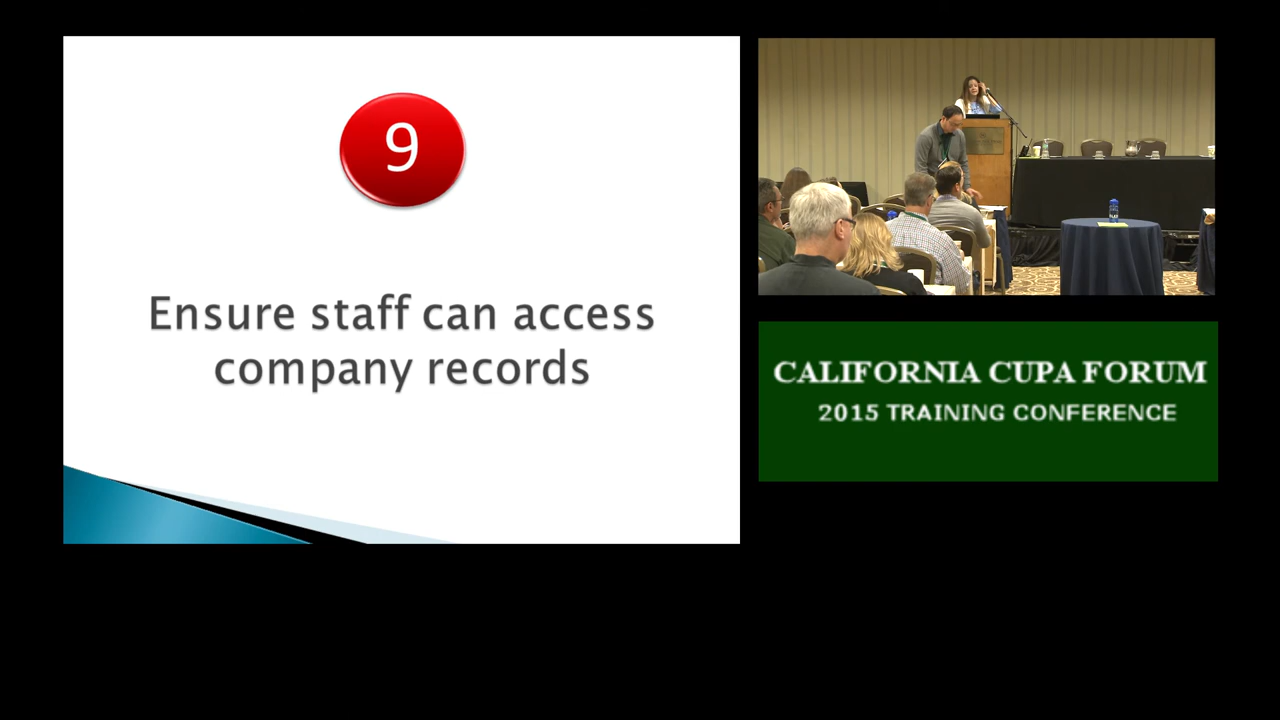 9
Ensure staff can access
company records
CALIFORNIA CUPA FORUM
2015 TRAINING CONFERENCE